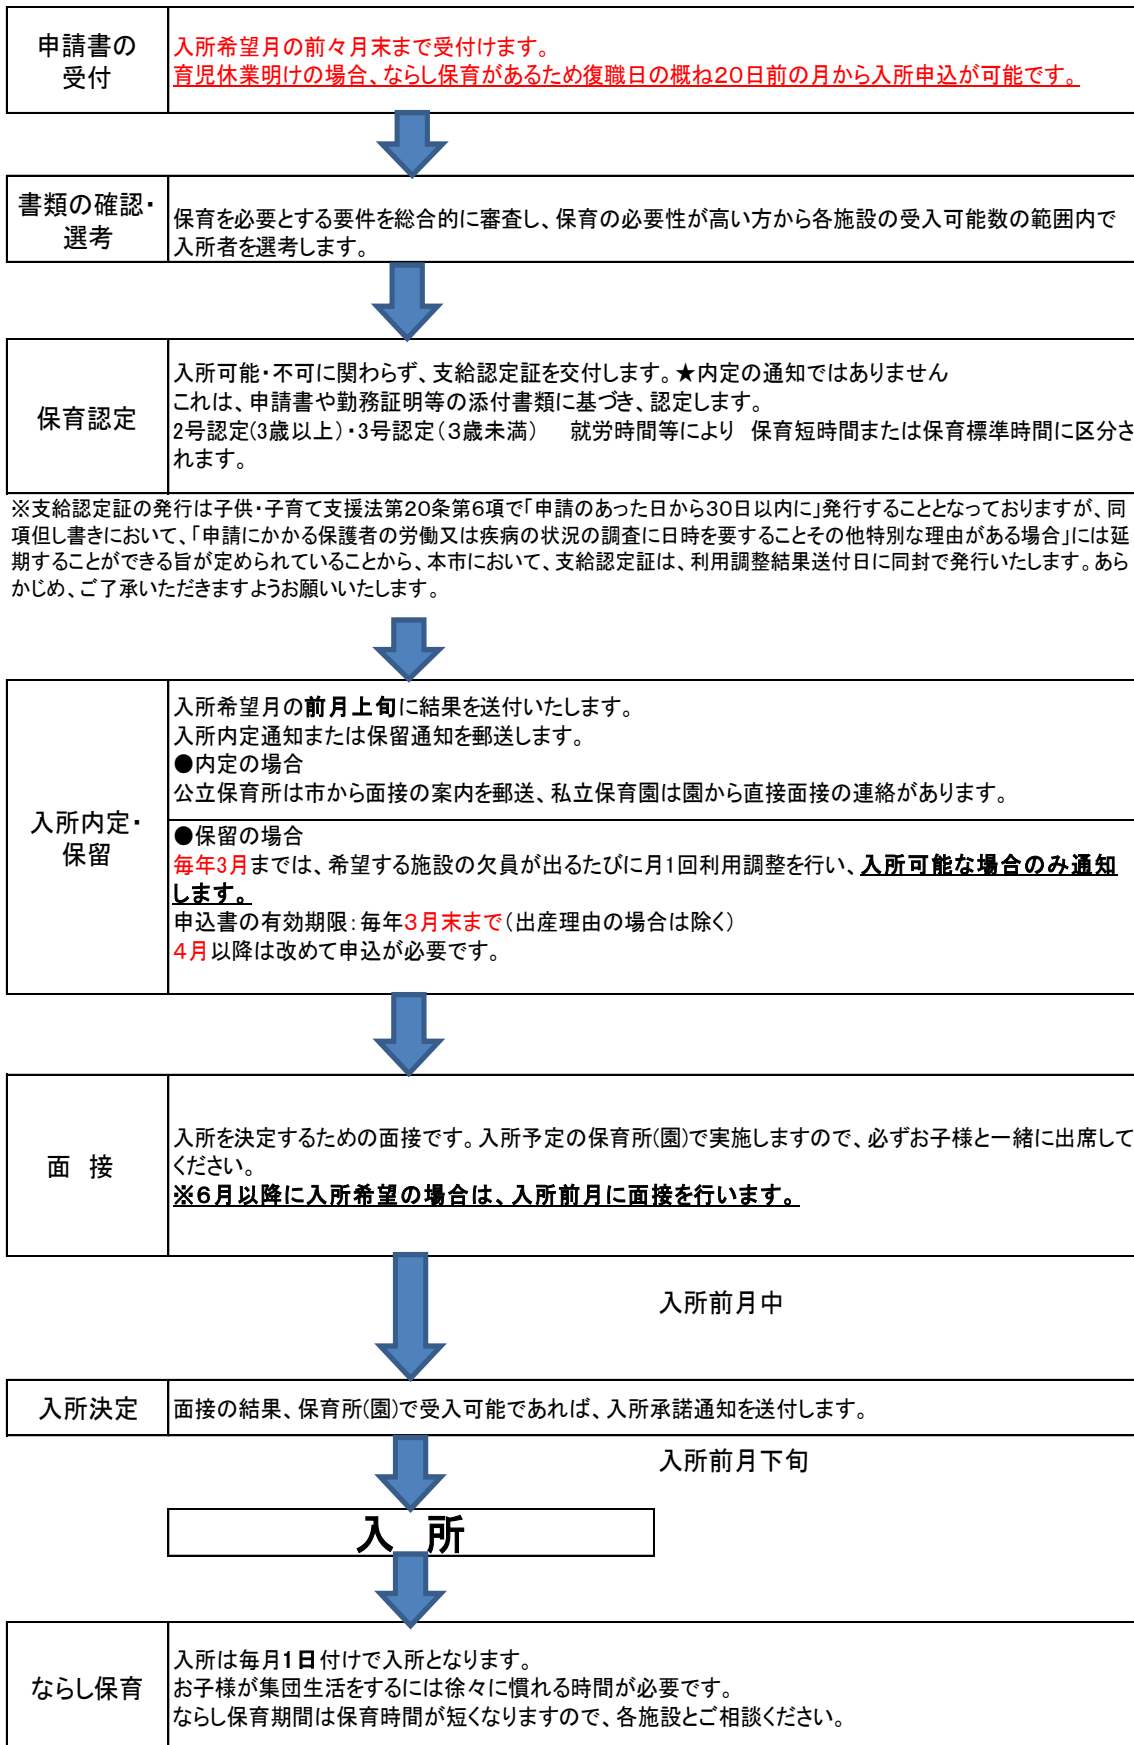 申請書の
受付
入所希望月の前々月末まで受付けます。
育児休業明けの場合、ならし保育があるため復職日の概ね20日前の月から入所申込が可能です。
書類の確認・
選考
保育を必要とする要件を総合的に審査し、保育の必要性が高い方から各施設の受入可能数の範囲内で
入所者を選考します。
保育認定
入所可能・不可に関わらず、支給認定証を交付します。★内定の通知ではありません
これは、申請書や勤務証明等の添付書類に基づき、認定します。
2号認定(3歳以上)・3号認定(3歳未満)　就労時間等により　保育短時間または保育標準時間に区分さ
れます。
※支給認定証の発行は子供・子育て支援法第20条第6項で「申請のあった日から30日以内に」発行することとなっておりますが、同
項但し書きにおいて、「申請にかかる保護者の労働又は疾病の状況の調査に日時を要することその他特別な理由がある場合」には延
期することができる旨が定められていることから、本市において、支給認定証は、利用調整結果送付日に同封で発行いたします。あら
かじめ、ご了承いただきますようお願いいたします。
入所内定・
保留
入所希望月の前月上旬に結果を送付いたします。
入所内定通知または保留通知を郵送します。
●内定の場合
公立保育所は市から面接の案内を郵送、私立保育園は園から直接面接の連絡があります。
●保留の場合
毎年3月までは、希望する施設の欠員が出るたびに月1回利用調整を行い、入所可能な場合のみ通知
します。
申込書の有効期限:毎年3月末まで(出産理由の場合は除く)
4月以降は改めて申込が必要です。
面　接
入所を決定するための面接です。入所予定の保育所(園)で実施しますので、必ずお子様と一緒に出席して
ください。
※6月以降に入所希望の場合は、入所前月に面接を行います。
入所前月中
入所決定
面接の結果、保育所(園)で受入可能であれば、入所承諾通知を送付します。
入所前月下旬
入　所
ならし保育
入所は毎月1日付けで入所となります。
お子様が集団生活をするには徐々に慣れる時間が必要です。
ならし保育期間は保育時間が短くなりますので、各施設とご相談ください。